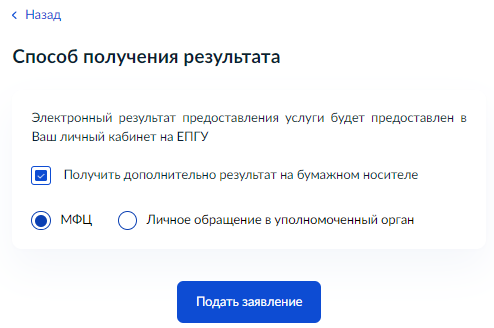 Назад
Способ получения результата
Электронный результат предоставления услуги будет предоставлен в
Ваш личный кабинет на ЕПГУ
Получить дополнительно результат на бумажном носителе
МФЦ Личное обращение в уполномоченный орган
Подать заявление